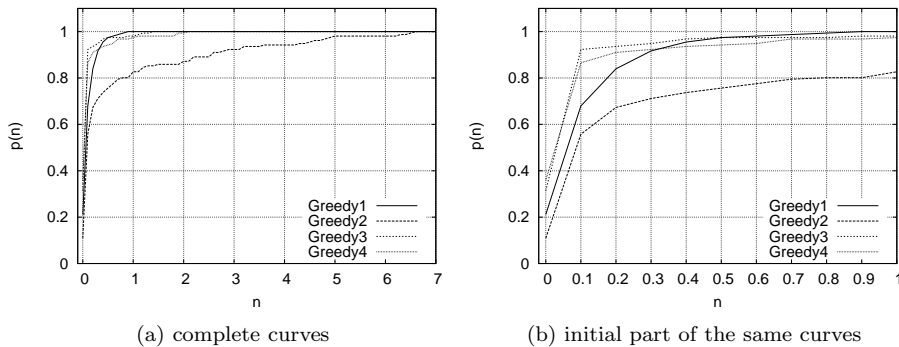 1
0.8
0.6
0.4
0.2
0
p(n)
0 1 2 3 4 5 6 7
n
Greedy1
Greedy2
Greedy3
Greedy4
(a) complete curves
1
0.8
0.6
0.4
0.2
0
p(n)
0 0.1 0.2 0.3 0.4 0.5 0.6 0.7 0.8 0.9 1
n
Greedy1
Greedy2
Greedy3
Greedy4
(b) initial part of the same curves